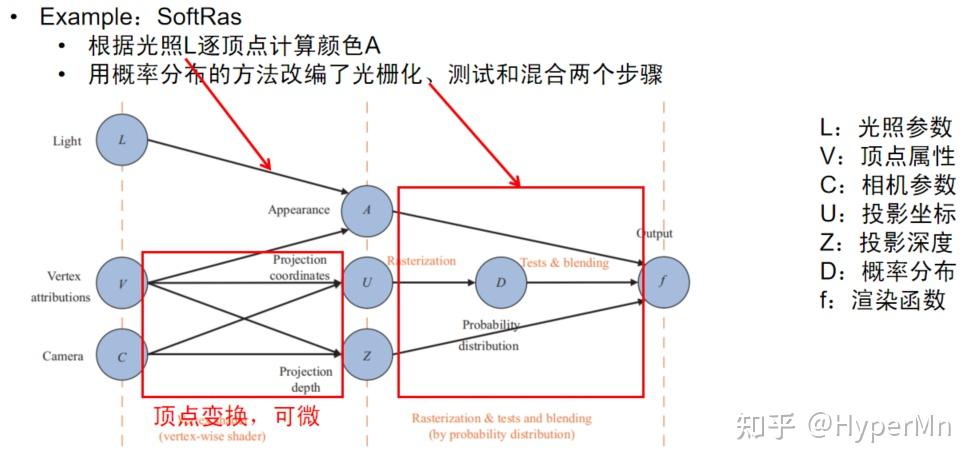 • Example：SoftRas
• 根据光照L逐顶点计算颜色A
• 用概率分布的方法改编了光栅化、测试和混合两个步骤
Light
L
Appearance
A
Output
Vertex
attributions
V
Projection
coordinates
U
Rasterization
D
Tests & blending
f
Probability
distribution
Camera
C
Z
Projection
depth
顶点变换，可微
(vertex-wise shader)
Rasterization & tests and blending
(by probability distribution)
L：光照参数
V：顶点属性
C：相机参数
U：投影坐标
Z：投影深度
D：概率分布
f：渲染函数
知乎 @HyperMn